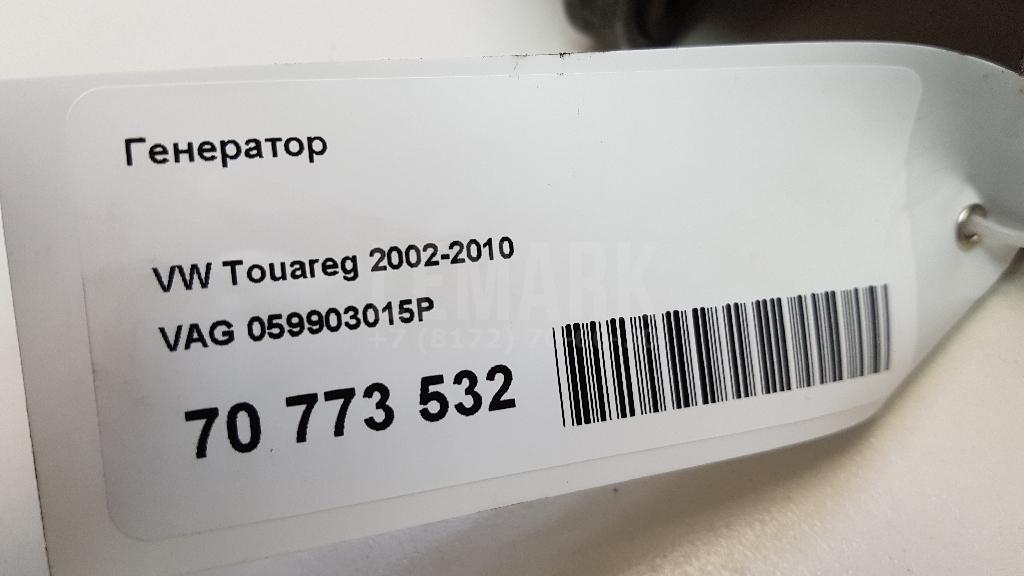 Генератор
VW Touareg 2002-2010
VAG 059903015P
70 773 532